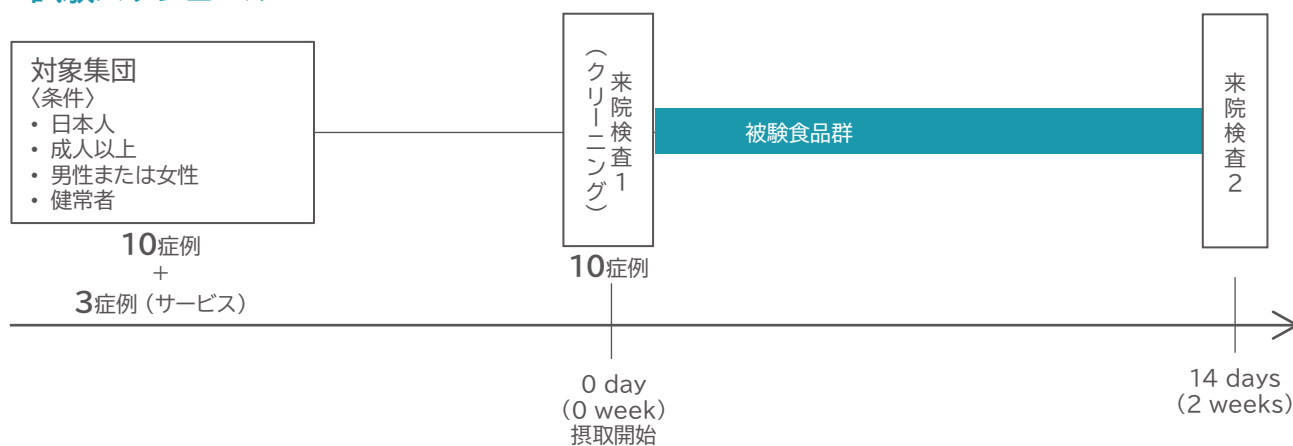 対象集団
〈条件〉
• 日本人
• 成人以上
• 男性または女性
• 健常者
10症例
+
3症例（サービス）
来院検査1
（クリーニング）
10症例
被験食品群
来院検査2
0 day
（0 week）
摂取開始
14 days
（2 weeks）